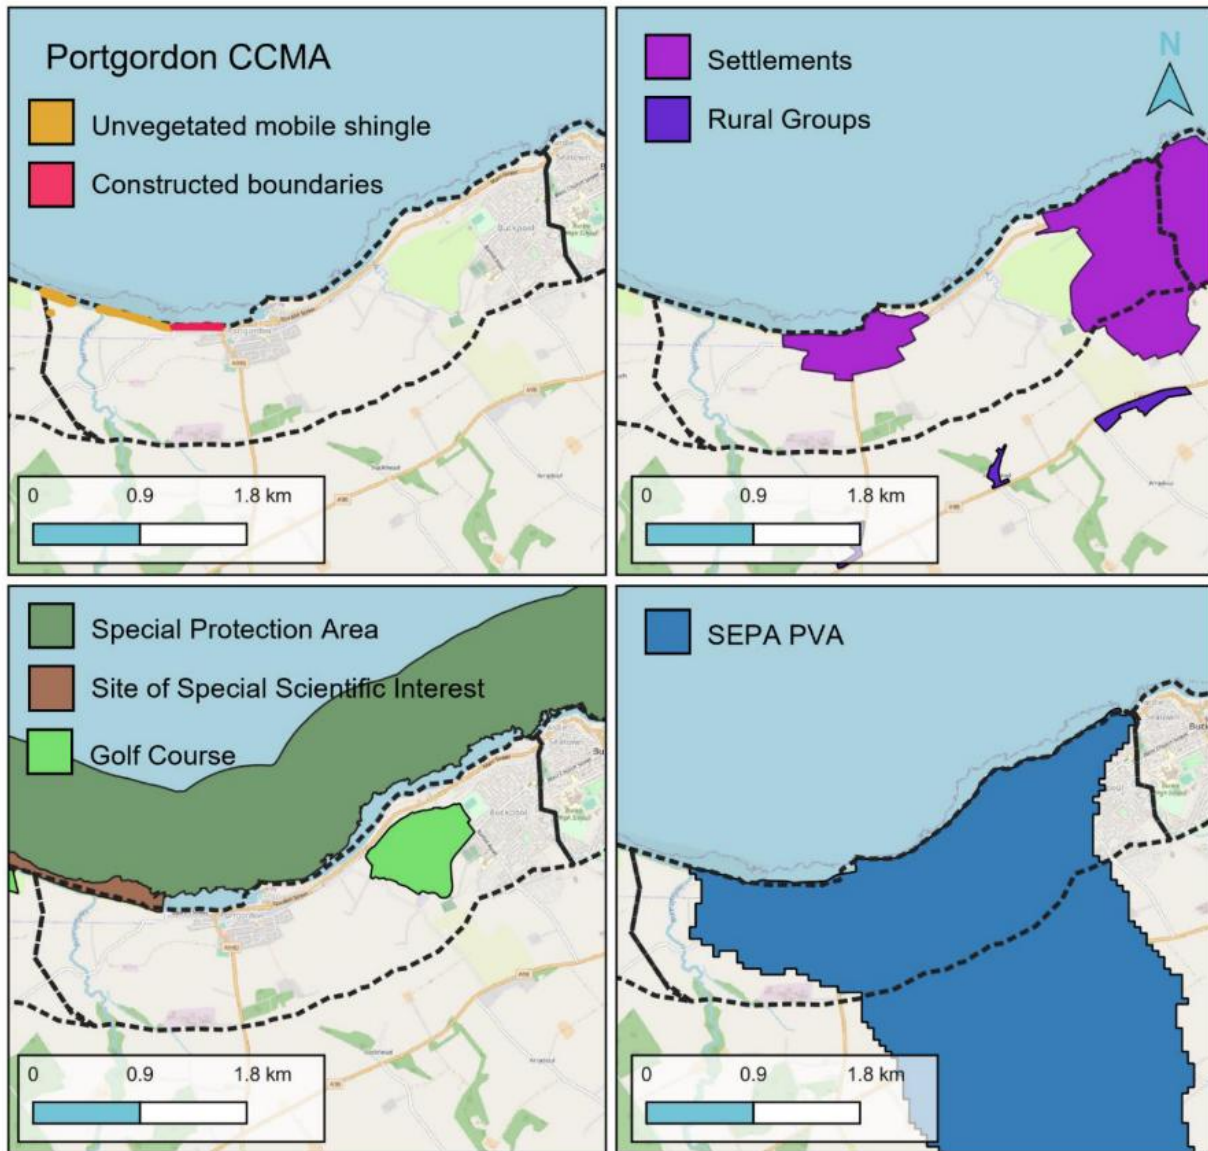 Portgordon CCMA
Unvegetated mobile shingle
Constructed boundaries
0 0.9 1.8 km
Settlements
Rural Groups
N
0 0.9 1.8 km
Special Protection Area
Site of Special Scientific Interest
Golf Course
0 0.9 1.8 km
SEPA PVA
0 0.9 1.8 km